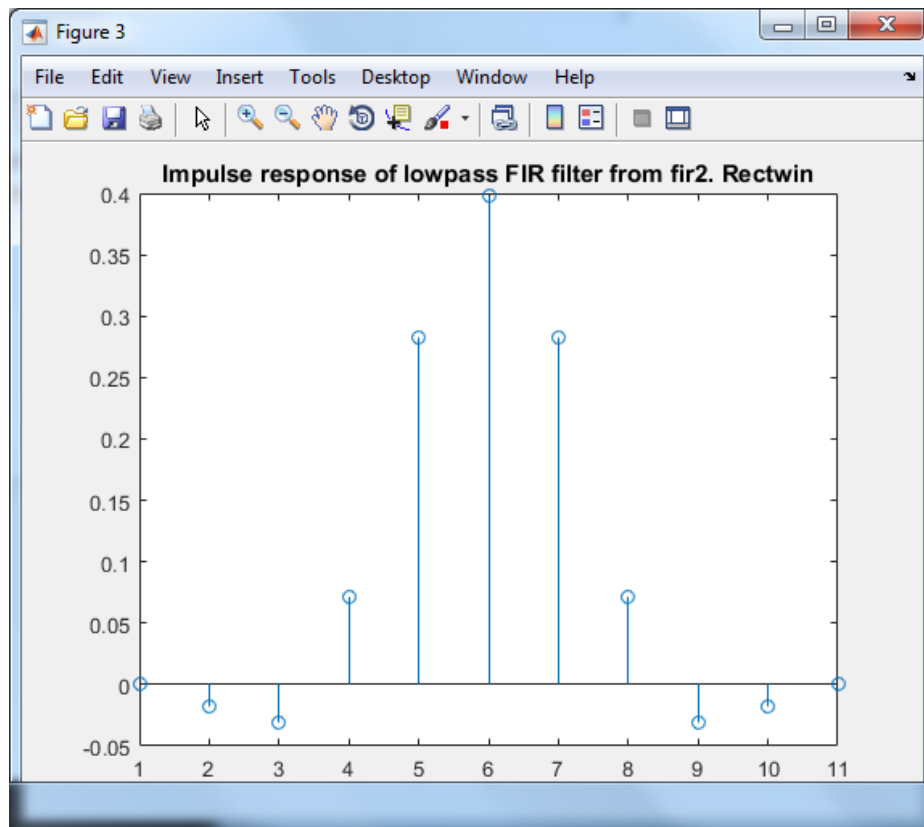 Figure 3
File Edit View Insert Tools Desktop Window Help
Impulse response of lowpass FIR filter from fir2. Rectwin
0.4
0.35
0.3
0.25
0.2
0.15
0.1
0.05
0
-0.05
1 2 3 4 5 6 7 8 9 10 11